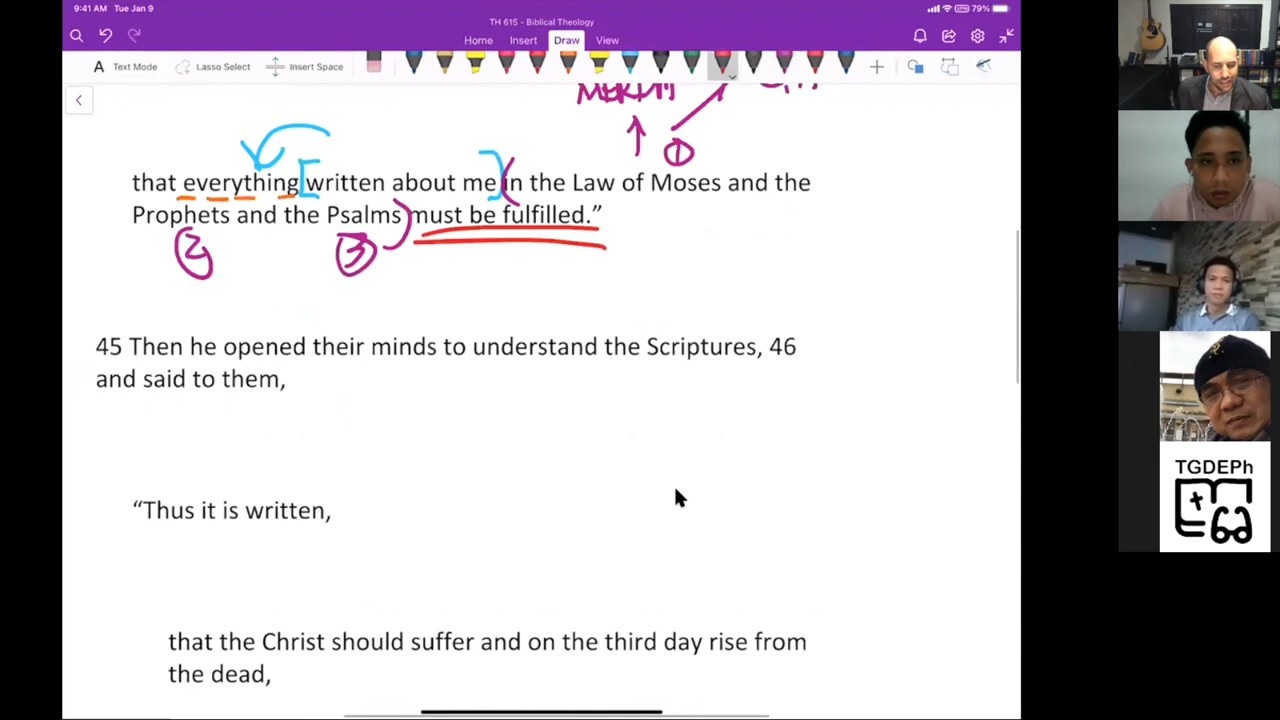 9:41 AM Tue Jan 9
79%
TH 615 - Biblical Theology
Home Insert Draw View
Text Mode Lasso Select Insert Space
1
that everything [written about me] (in the Law of Moses and the
Prophets and the Psalms) must be fulfilled.”
2 3
45 Then he opened their minds to understand the Scriptures, 46
and said to them,
“Thus it is written,
that the Christ should suffer and on the third day rise from
the dead,
TGDEPh